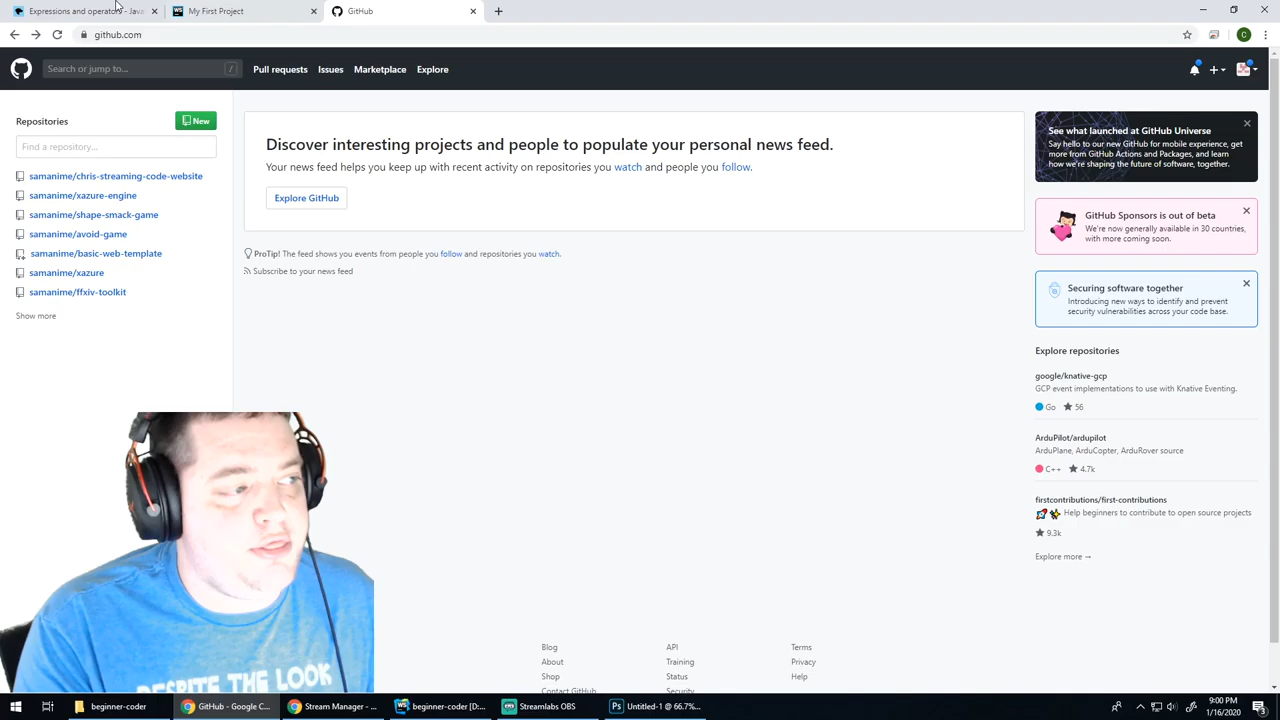 Expressions and operators - Java
My First Project
GitHub
github.com
Search or jump to...
/
Pull requests
Issues
Marketplace
Explore
Repositories
New
Find a repository...
samanime/chris-streaming-code-website
samanime/xazure-engine
samanime/shape-smack-game
samanime/avoid-game
samanime/basic-web-template
samanime/xazure
samanime/ffxiv-toolkit
Show more
Discover interesting projects and people to populate your personal news feed.
Your news feed helps you keep up with recent activity on repositories you watch and people you follow.
Explore GitHub
ProTip! The feed shows you events from people you follow and repositories you watch.
Subscribe to your news feed
See what launched at GitHub Universe
Say hello to our new GitHub for mobile experience, get
more from GitHub Actions and Packages, and learn
how we're shaping the future of software, together.
GitHub Sponsors is out of beta
We're now generally available in 30 countries,
with more coming soon.
Securing software together
Introducing new ways to identify and prevent
security vulnerabilities across your code base.
Explore repositories
google/knative-gcp
GCP event implementations to use with Knative Eventing.
Go 56
ArduPilot/ardupilot
ArduPlane, ArduCopter, ArduRover source
C++ 4.7k
firstcontributions/first-contributions
Help beginners to contribute to open source projects
9.3k
Explore more →
DESPITE THE LOOK
Blog
About
Shop
Contact GitHub
API
Training
Status
Security
Terms
Privacy
Help
beginner-coder
GitHub - Google C...
Stream Manager - ...
beginner-coder [D:...
Streamlabs OBS
Untitled-1 @ 66.7%...
9:00 PM
1/16/2020
3